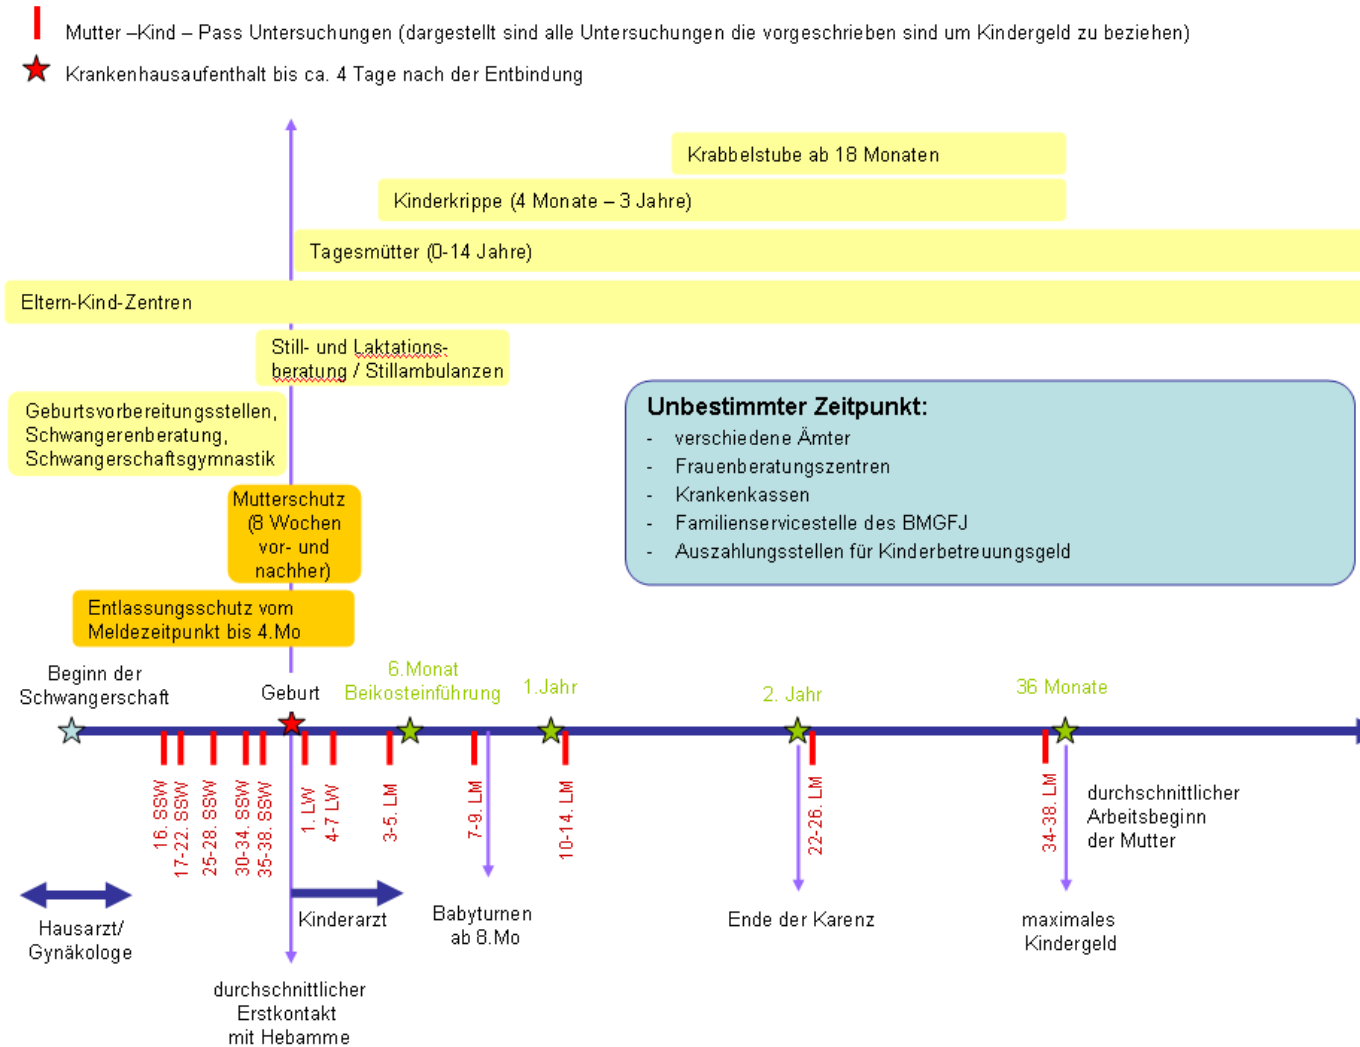 Mutter –Kind – Pass Untersuchungen (dargestellt sind alle Untersuchungen die vorgeschrieben sind um Kindergeld zu beziehen)
Krankenhausaufenthalt bis ca. 4 Tage nach der Entbindung
Krabbelstube ab 18 Monaten
Kinderkrippe (4 Monate – 3 Jahre)
Tagesmütter (0-14 Jahre)
Eltern-Kind-Zentren
Still- und Laktations-
beratung / Stillambulanzen
Geburtsvorbereitungsstellen,
Schwangerenberatung,
Schwangerschaftsgymnastik
Unbestimmter Zeitpunkt:
- verschiedene Ämter
- Frauenberatungszentren
- Krankenkassen
- Familienservicestelle des BMGFJ
- Auszahlungsstellen für Kinderbetreuungsgeld
Mutterschutz
(8 Wochen
vor- und
nachher)
Entlassungsschutz vom
Meldezeitpunkt bis 4.Mo
Beginn der
Schwangerschaft
Geburt
6.Monat
Beikosteinführung
1.Jahr
2. Jahr
36 Monate
16. SSW
17-22. SSW
25-28. SSW
30-34. SSW
35-38. SSW
1. LW
4-7 LW
3-5. LM
7-9. LM
10-14. LM
22-26. LM
34-38. LM
durchschnittlicher
Arbeitsbeginn
der Mutter
Hausarzt/
Gynäkologe
Kinderarzt
Babyturnen
ab 8.Mo
Ende der Karenz
maximales
Kindergeld
durchschnittlicher
Erstkontakt
mit Hebamme